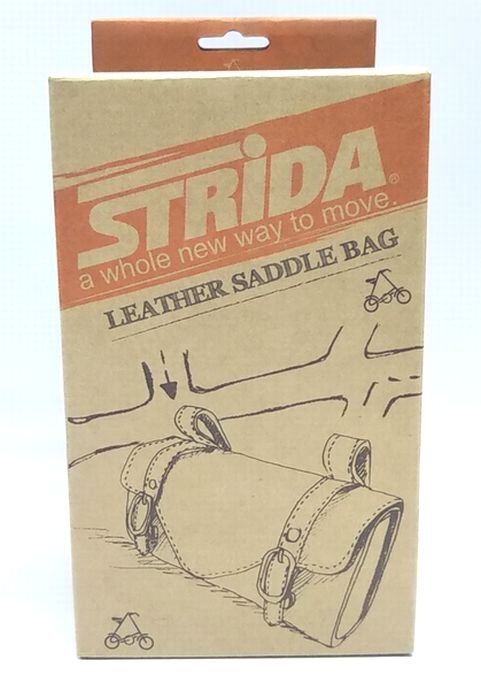 STRiDA®
a whole new way to move.
LEATHER SADDLE BAG